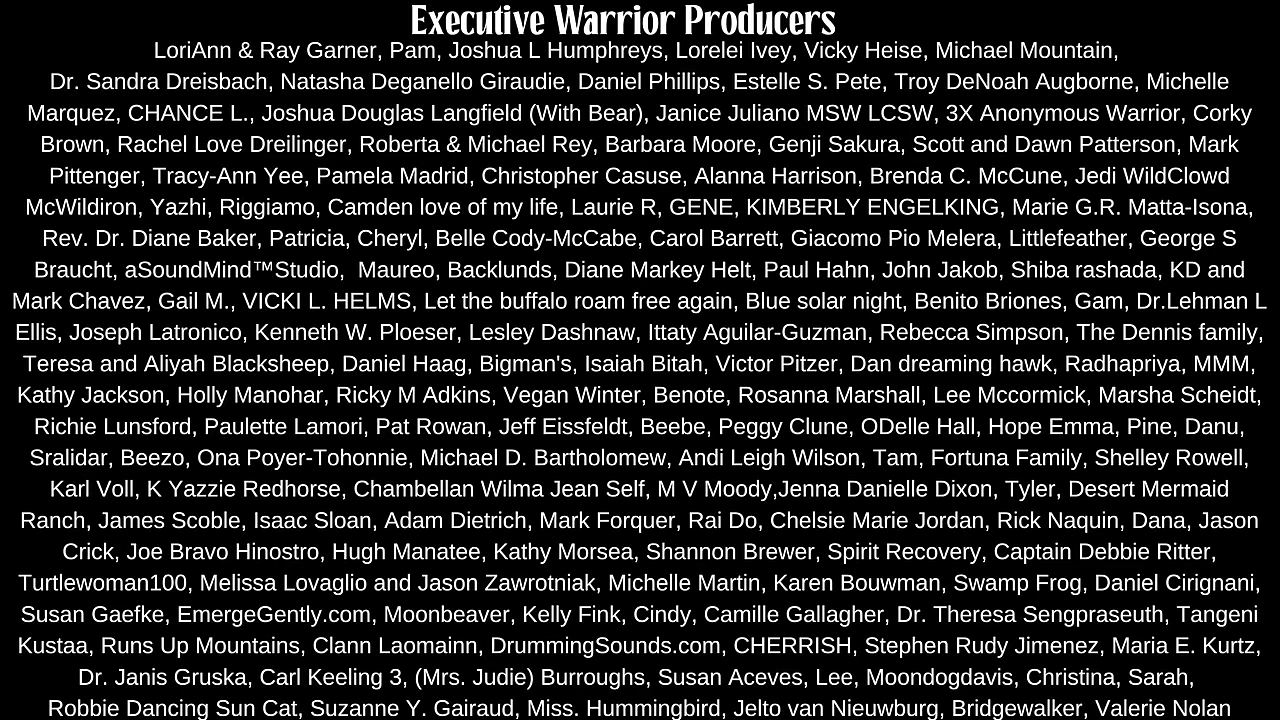 Executive Warrior Producers
LoriAnn & Ray Garner, Pam, Joshua L Humphreys, Lorelei Ivey, Vicky Heise, Michael Mountain,
Dr. Sandra Dreisbach, Natasha Deganello Giraudie, Daniel Phillips, Estelle S. Pete, Troy DeNoah Augborne, Michelle
Marquez, CHANCE L., Joshua Douglas Langfield (With Bear), Janice Juliano MSW LCSW, 3X Anonymous Warrior, Corky
Brown, Rachel Love Dreilinger, Roberta & Michael Rey, Barbara Moore, Genji Sakura, Scott and Dawn Patterson, Mark
Pittenger, Tracy-Ann Yee, Pamela Madrid, Christopher Casuse, Alanna Harrison, Brenda C. McCune, Jedi WildClowd
McWildiron, Yazhi, Riggiamo, Camden love of my life, Laurie R, GENE, KIMBERLY ENGELKING, Marie G.R. Matta-Isona,
Rev. Dr. Diane Baker, Patricia, Cheryl, Belle Cody-McCabe, Carol Barrett, Giacomo Pio Melera, Littlefeather, George S
Braucht, aSoundMind™Studio,  Maureo, Backlunds, Diane Markey Helt, Paul Hahn, John Jakob, Shiba rashada, KD and
Mark Chavez, Gail M., VICKI L. HELMS, Let the buffalo roam free again, Blue solar night, Benito Briones, Gam, Dr.Lehman L
Ellis, Joseph Latronico, Kenneth W. Ploeser, Lesley Dashnaw, Ittaty Aguilar-Guzman, Rebecca Simpson, The Dennis family,
Teresa and Aliyah Blacksheep, Daniel Haag, Bigman's, Isaiah Bitah, Victor Pitzer, Dan dreaming hawk, Radhapriya, MMM,
Kathy Jackson, Holly Manohar, Ricky M Adkins, Vegan Winter, Benote, Rosanna Marshall, Lee Mccormick, Marsha Scheidt,
Richie Lunsford, Paulette Lamori, Pat Rowan, Jeff Eissfeldt, Beebe, Peggy Clune, ODelle Hall, Hope Emma, Pine, Danu,
Sralidar, Beezo, Ona Poyer-Tohonnie, Michael D. Bartholomew, Andi Leigh Wilson, Tam, Fortuna Family, Shelley Rowell,
Karl Voll, K Yazzie Redhorse, Chambellan Wilma Jean Self, M V Moody,Jenna Danielle Dixon, Tyler, Desert Mermaid
Ranch, James Scoble, Isaac Sloan, Adam Dietrich, Mark Forquer, Rai Do, Chelsie Marie Jordan, Rick Naquin, Dana, Jason
Crick, Joe Bravo Hinostro, Hugh Manatee, Kathy Morsea, Shannon Brewer, Spirit Recovery, Captain Debbie Ritter,
Turtlewoman100, Melissa Lovaglio and Jason Zawrotniak, Michelle Martin, Karen Bouwman, Swamp Frog, Daniel Cirignani,
Susan Gaefke, EmergeGently.com, Moonbeaver, Kelly Fink, Cindy, Camille Gallagher, Dr. Theresa Sengpraseuth, Tangeni
Kustaa, Runs Up Mountains, Clann Laomainn, DrummingSounds.com, CHERRISH, Stephen Rudy Jimenez, Maria E. Kurtz,
Dr. Janis Gruska, Carl Keeling 3, (Mrs. Judie) Burroughs, Susan Aceves, Lee, Moondogdavis, Christina, Sarah,
Robbie Dancing Sun Cat, Suzanne Y. Gairaud, Miss. Hummingbird, Jelto van Nieuwburg, Bridgewalker, Valerie Nolan